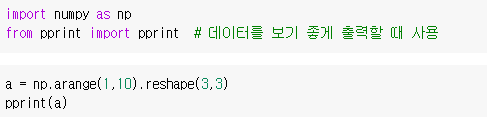 import numpy as np
from pprint import pprint  # 데이터를 보기 좋게 출력할 때 사용
a = np.arange(1,10).reshape(3,3)
pprint(a)